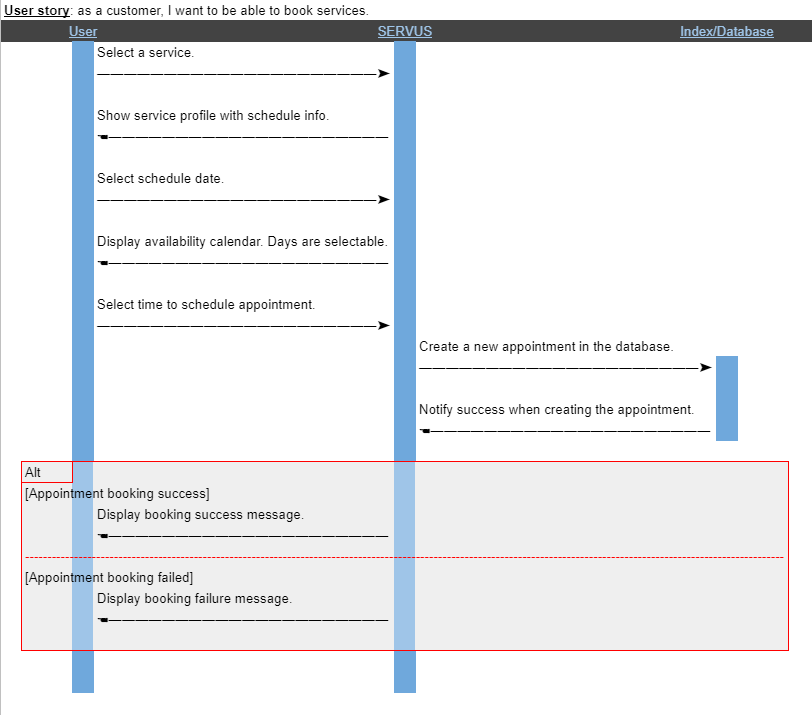 User story: as a customer, I want to be able to book services.
User SERVUS Index/Database
Select a service.
Show service profile with schedule info.
Select schedule date.
Display availability calendar. Days are selectable.
Select time to schedule appointment.
Create a new appointment in the database.
Notify success when creating the appointment.
Alt
[Appointment booking success]
Display booking success message.
[Appointment booking failed]
Display booking failure message.